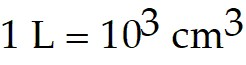 1 L = 10³ cm³